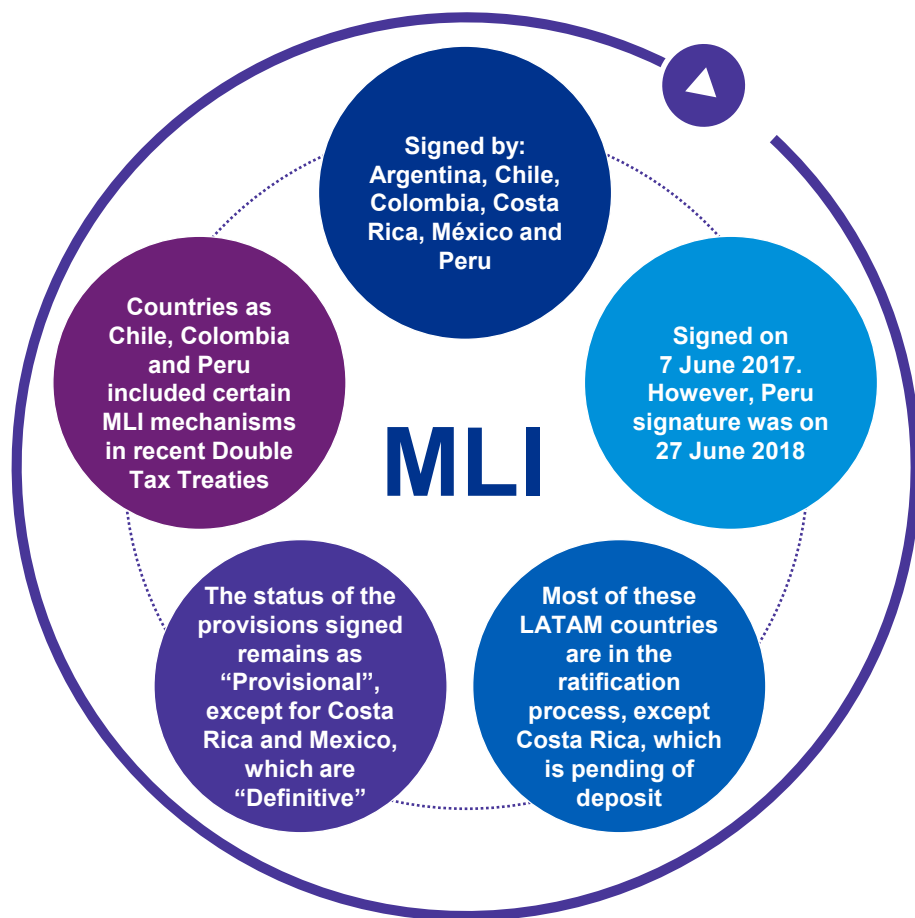 Signed by:
Argentina, Chile,
Colombia, Costa
Rica, México and
Peru
Signed on
7 June 2017.
However, Peru
signature was on
27 June 2018
Most of these
LATAM countries
are in the
ratification
process, except
Costa Rica, which
is pending of
deposit
The status of the
provisions signed
remains as
“Provisional”,
except for Costa
Rica and Mexico,
which are
“Definitive”
Countries as
Chile, Colombia
and Peru
included certain
MLI mechanisms
in recent Double
Tax Treaties
MLI